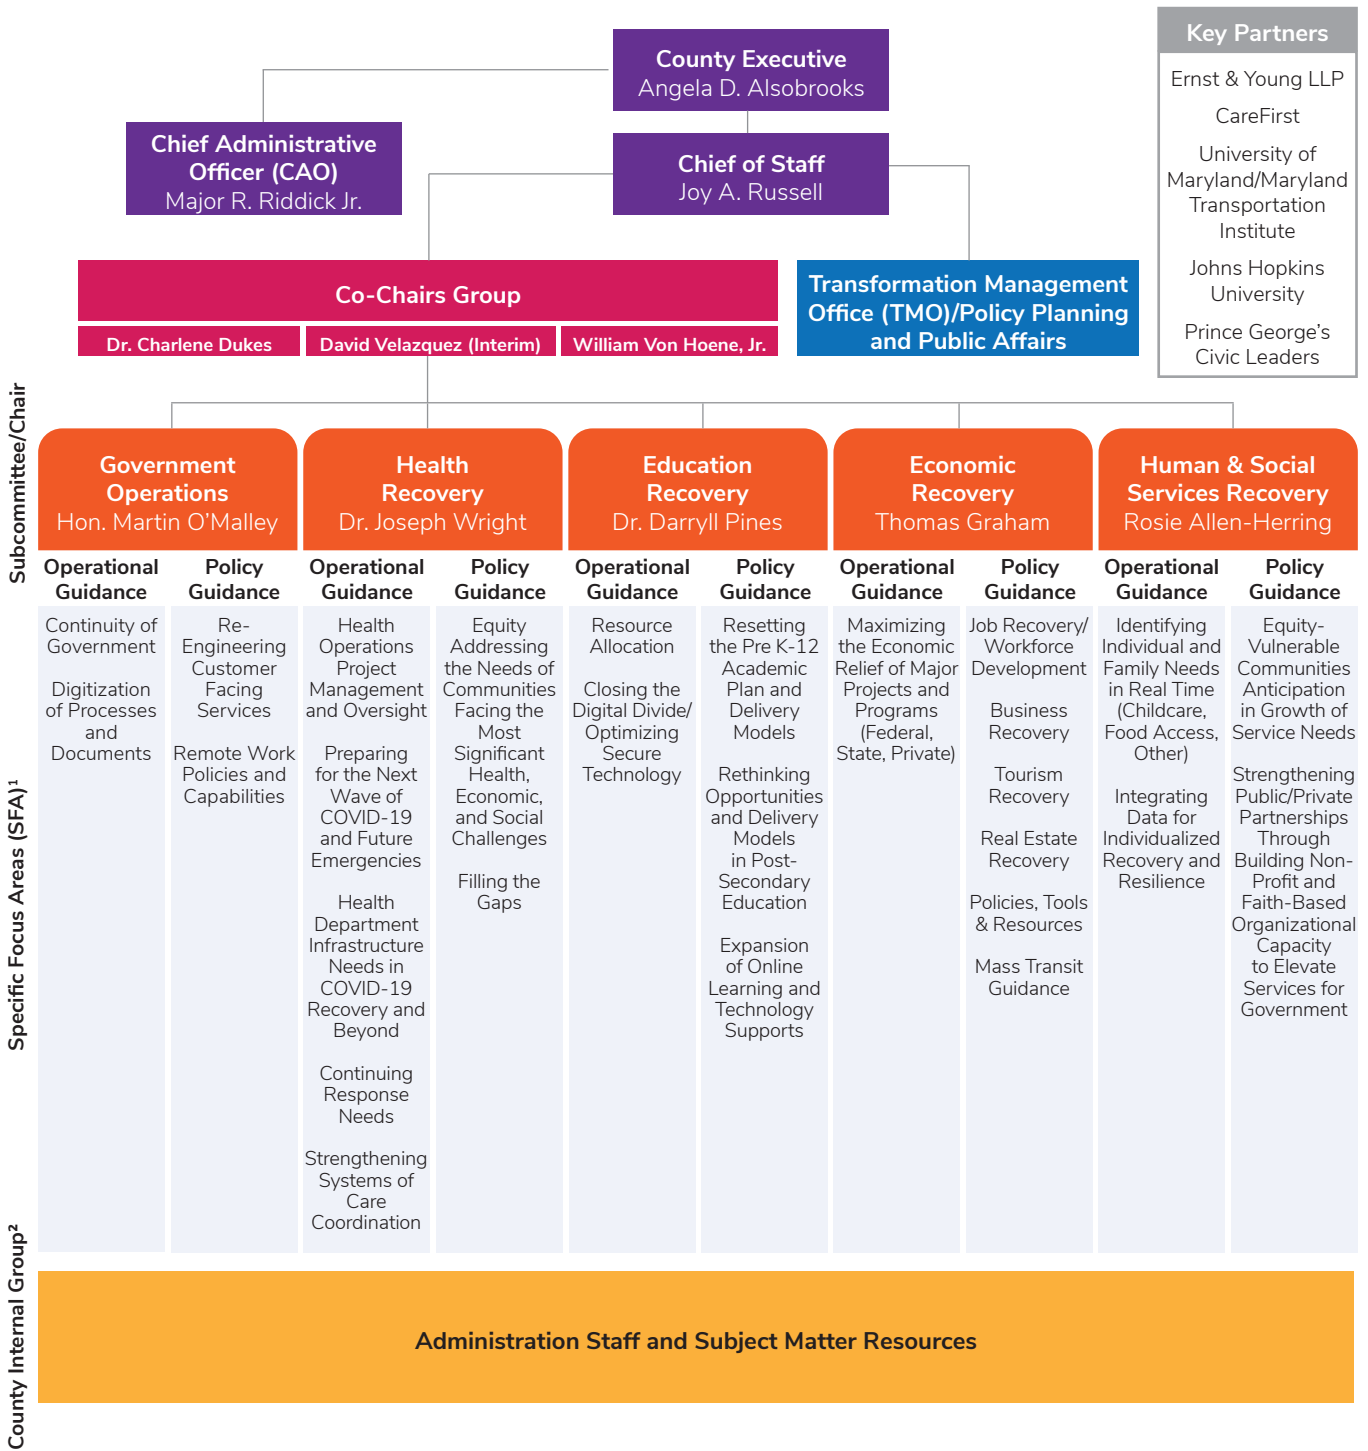 County Executive
Angela D. Alsobrooks
Chief Administrative
Officer (CAO)
Major R. Riddick Jr.
Chief of Staff
Joy A. Russell
Key Partners
Ernst & Young LLP
CareFirst
University of
Maryland/Maryland
Transportation
Institute
Johns Hopkins
University
Prince George’s
Civic Leaders
Co-Chairs Group
Dr. Charlene Dukes
David Velazquez (Interim)
William Von Hoene, Jr.
Transformation Management
Office (TMO)/Policy Planning
and Public Affairs
Subcommittee/Chair
Government
Operations
Hon. Martin O’Malley
Health
Recovery
Dr. Joseph Wright
Education
Recovery
Dr. Darryll Pines
Economic
Recovery
Thomas Graham
Human & Social
Services Recovery
Rosie Allen-Herring
Specific Focus Areas (SFA)¹
Operational
Guidance
Continuity of
Government
Digitization
of Processes
and
Documents
Policy
Guidance
Re-
Engineering
Customer
Facing
Services
Remote Work
Policies and
Capabilities
Operational
Guidance
Health
Operations
Project
Management
and Oversight
Preparing
for the Next
Wave of
COVID-19
and Future
Emergencies
Health
Department
Infrastructure
Needs in
COVID-19
Recovery and
Beyond
Continuing
Response
Needs
Strengthening
Systems of
Care
Coordination
Policy
Guidance
Equity
Addressing
the Needs of
Communities
Facing the
Most
Significant
Health,
Economic,
and Social
Challenges
Filling the
Gaps
Operational
Guidance
Resource
Allocation
Closing the
Digital Divide/
Optimizing
Secure
Technology
Policy
Guidance
Resetting
the Pre K-12
Academic
Plan and
Delivery
Models
Rethinking
Opportunities
and Delivery
Models
in Post-
Secondary
Education
Expansion
of Online
Learning and
Technology
Supports
Operational
Guidance
Maximizing
the Economic
Relief of Major
Projects and
Programs
(Federal,
State, Private)
Policy
Guidance
Job Recovery/
Workforce
Development
Business
Recovery
Tourism
Recovery
Real Estate
Recovery
Policies, Tools
& Resources
Mass Transit
Guidance
Operational
Guidance
Identifying
Individual and
Family Needs
in Real Time
(Childcare,
Food Access,
Other)
Integrating
Data for
Individualized
Recovery and
Resilience
Policy
Guidance
Equity-
Vulnerable
Communities
Anticipation
in Growth of
Service Needs
Strengthening
Public/Private
Partnerships
Through
Building Non-
Profit and
Faith-Based
Organizational
Capacity
to Elevate
Services for
Government
County Internal Group²
Administration Staff and Subject Matter Resources